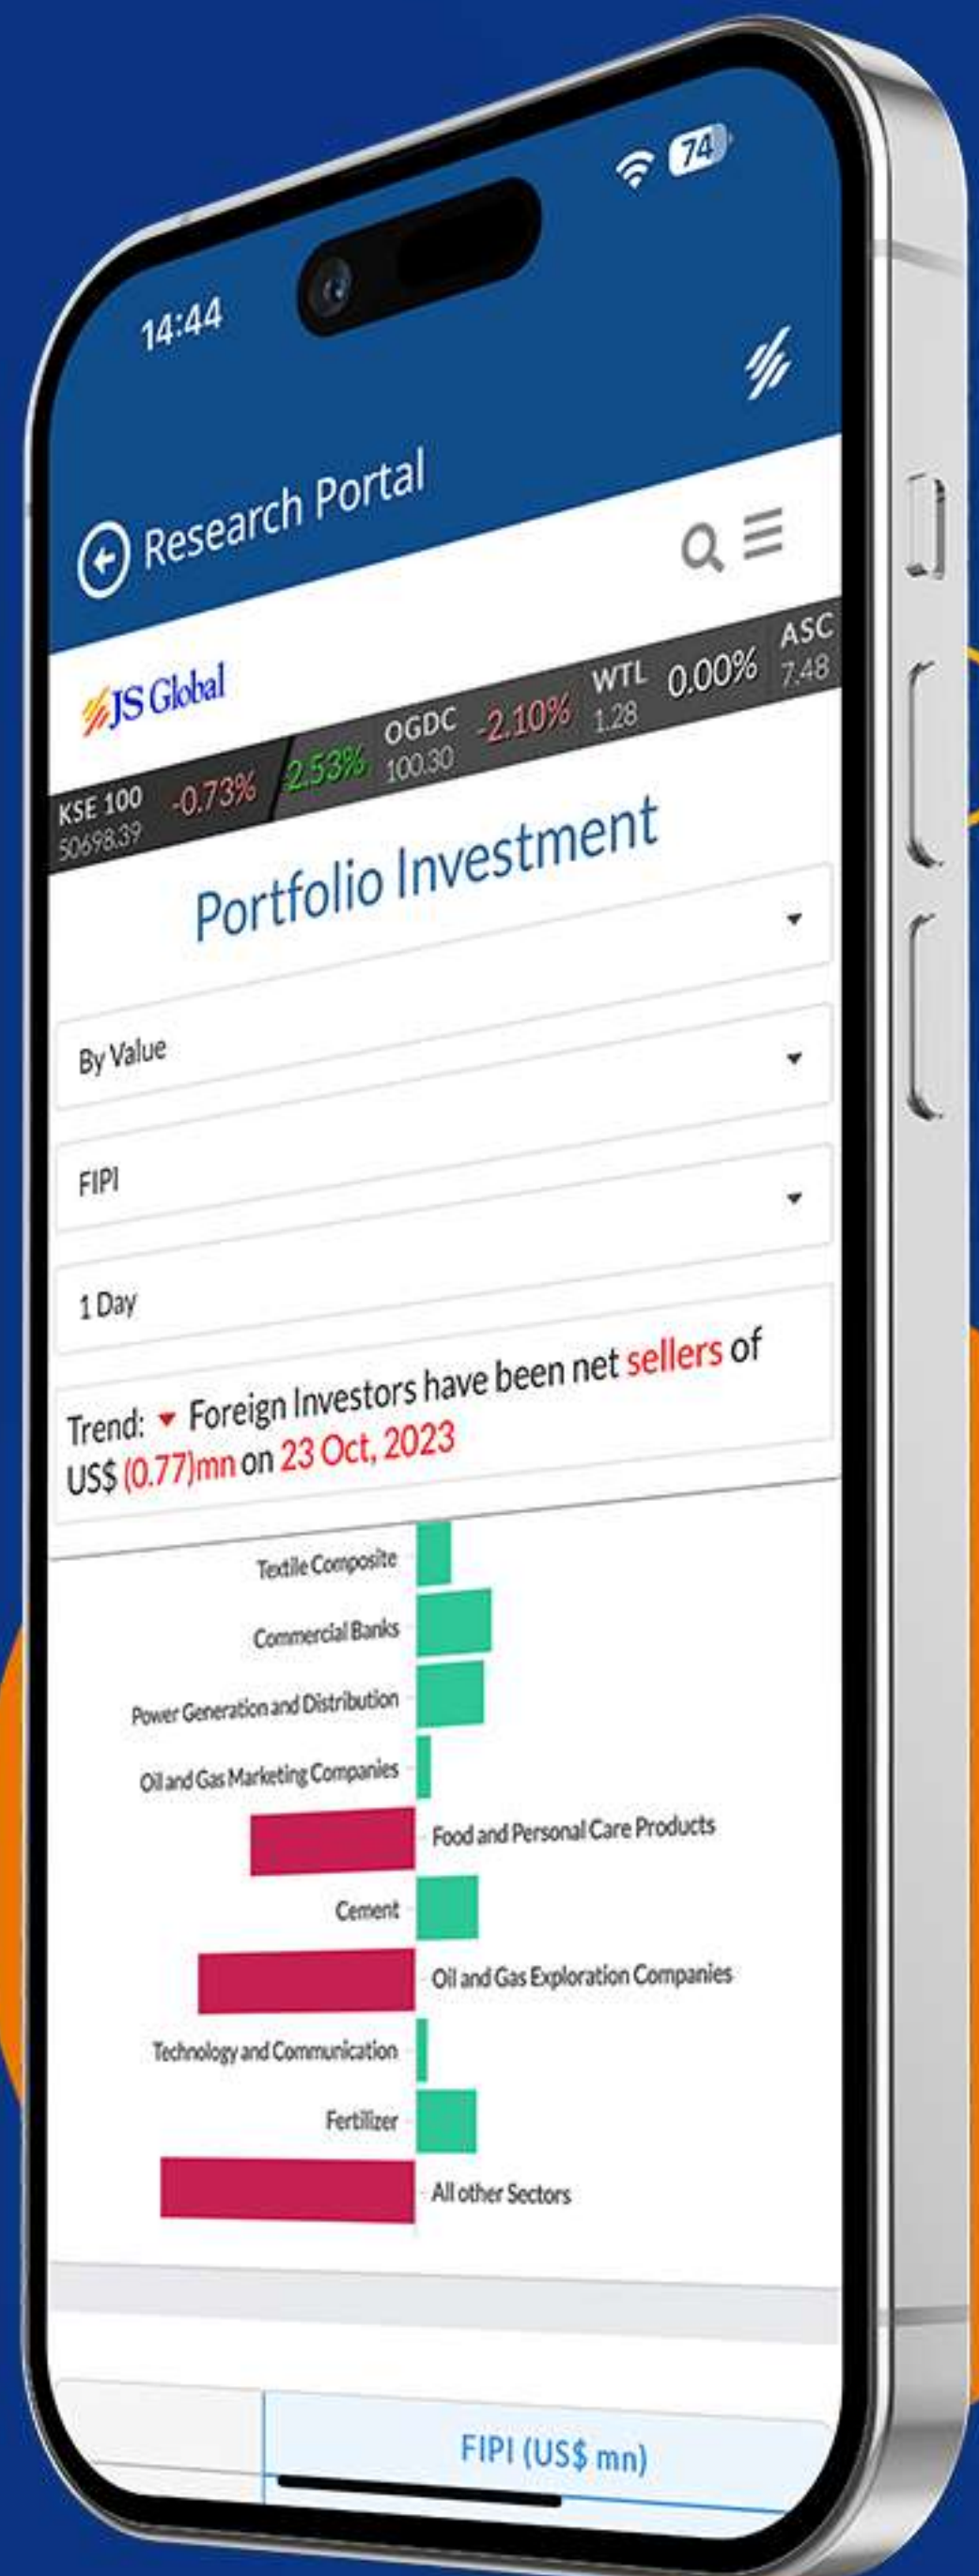 14:44
74
Research Portal
JS Global
KSE 100 -0.73% 2.53% OGDC -2.10% WTL 0.00% ASC
50698.39 100.30 1.28 7.48
Portfolio Investment
By Value
FIPI
1 Day
Trend: ▼ Foreign Investors have been net sellers of
US$ (0.77)mn on 23 Oct, 2023
Textile Composite
Commercial Banks
Power Generation and Distribution
Oil and Gas Marketing Companies
Food and Personal Care Products
Cement
Oil and Gas Exploration Companies
Technology and Communication
Fertilizer
All other Sectors
FIPI (US$ mn)